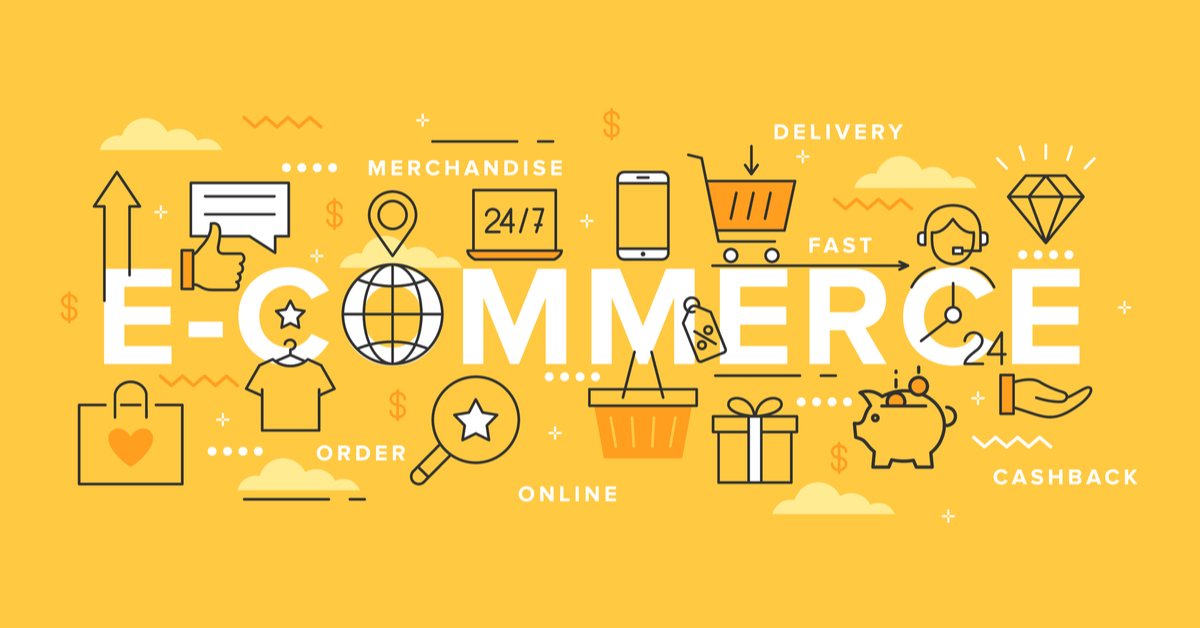 DELIVERY
MERCHANDISE
24/7
$
$
FAST
E-COMMERCE
$
%
24
$
ORDER
$
CASHBACK
ONLINE